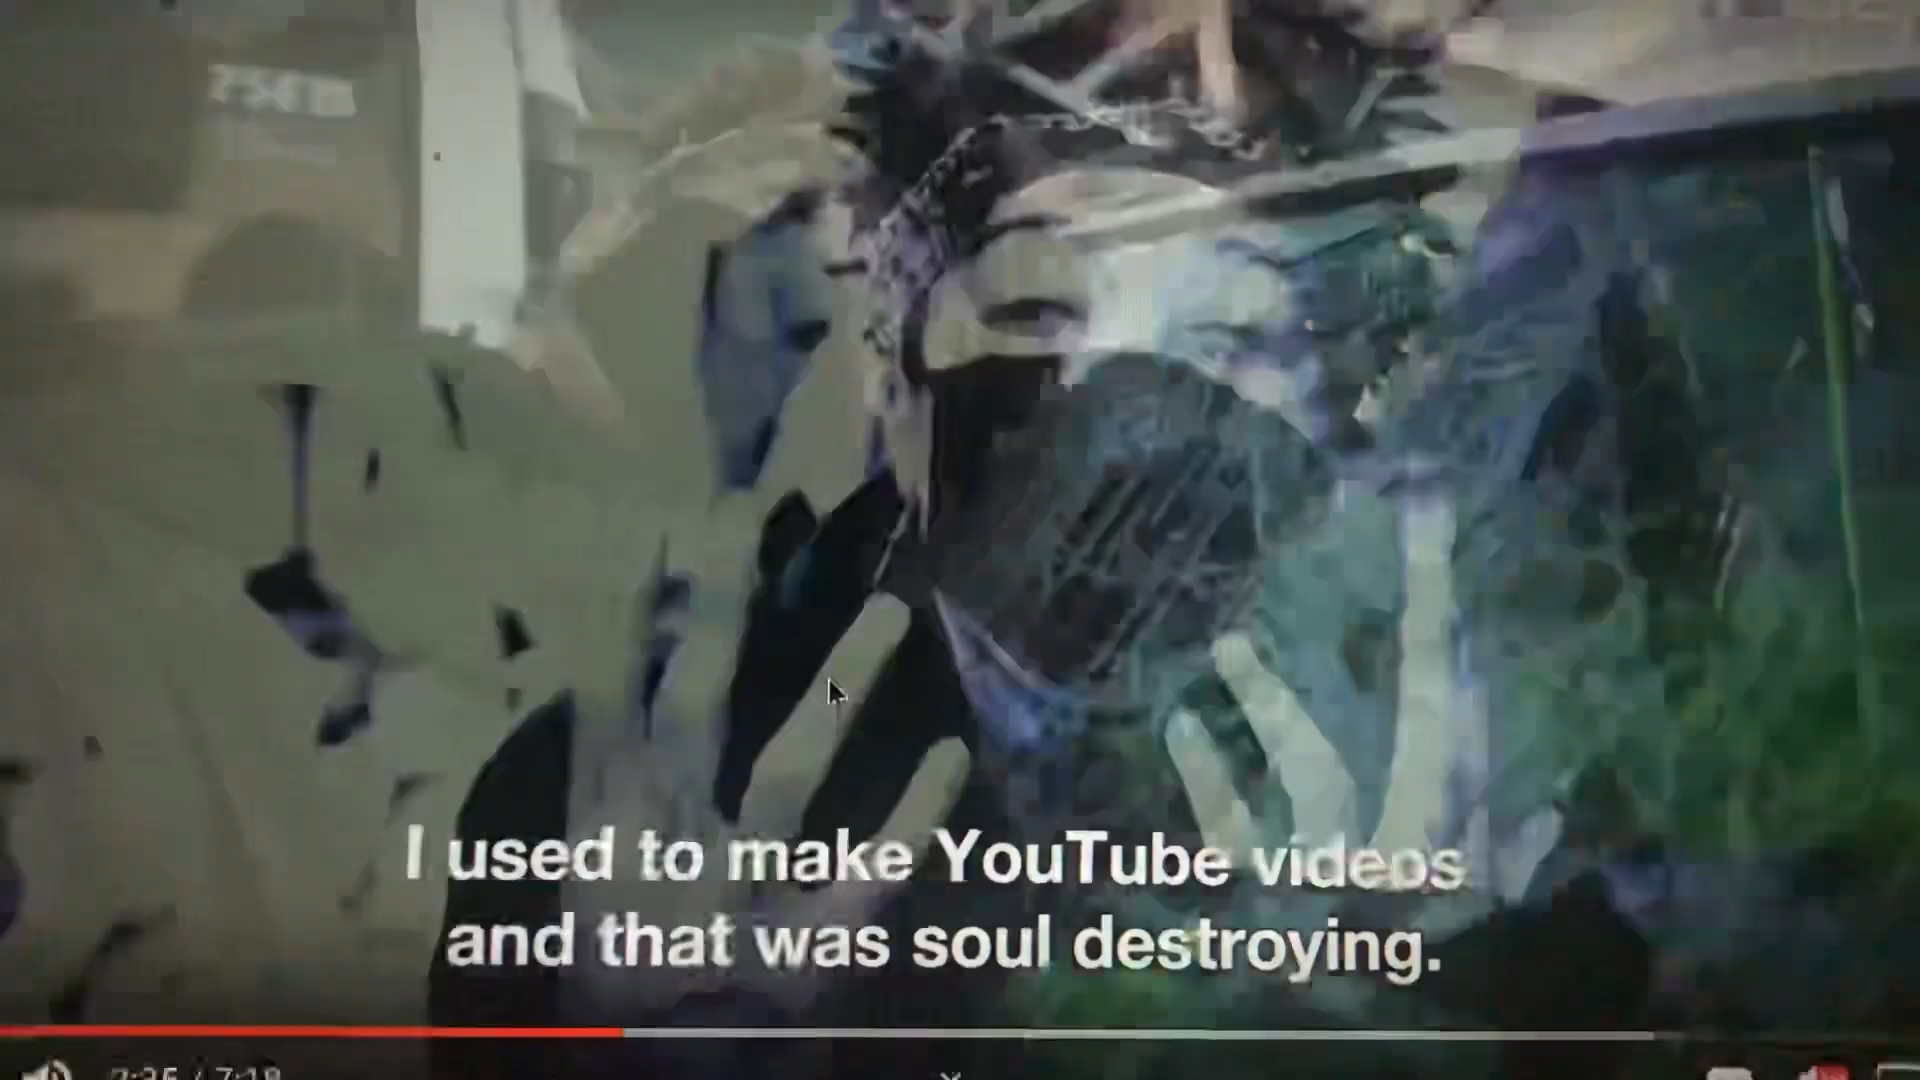 I used to make YouTube videos
and that was soul destroying.